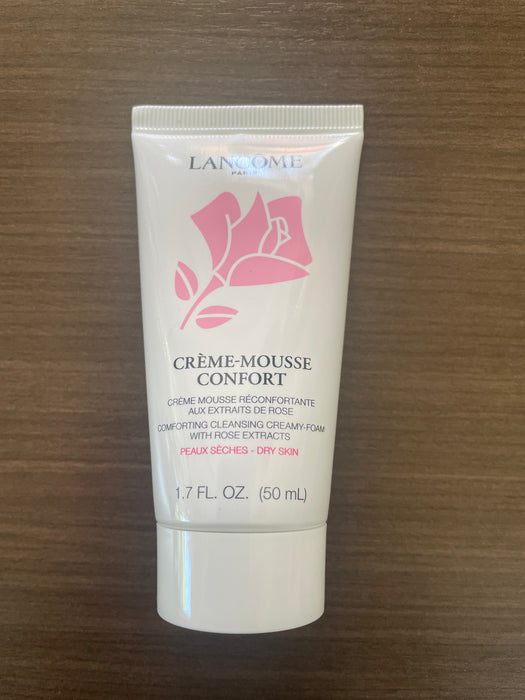 LANCÔME
PARIS
CRÈME-MOUSSE
CONFORT
CRÈME MOUSSE RÉCONFORTANTE
AUX EXTRAITS DE ROSE
COMFORTING CLEANSING CREAMY-FOAM
WITH ROSE EXTRACTS
PEAUX SÈCHES - DRY SKIN
1.7 FL. OZ. (50 mL)